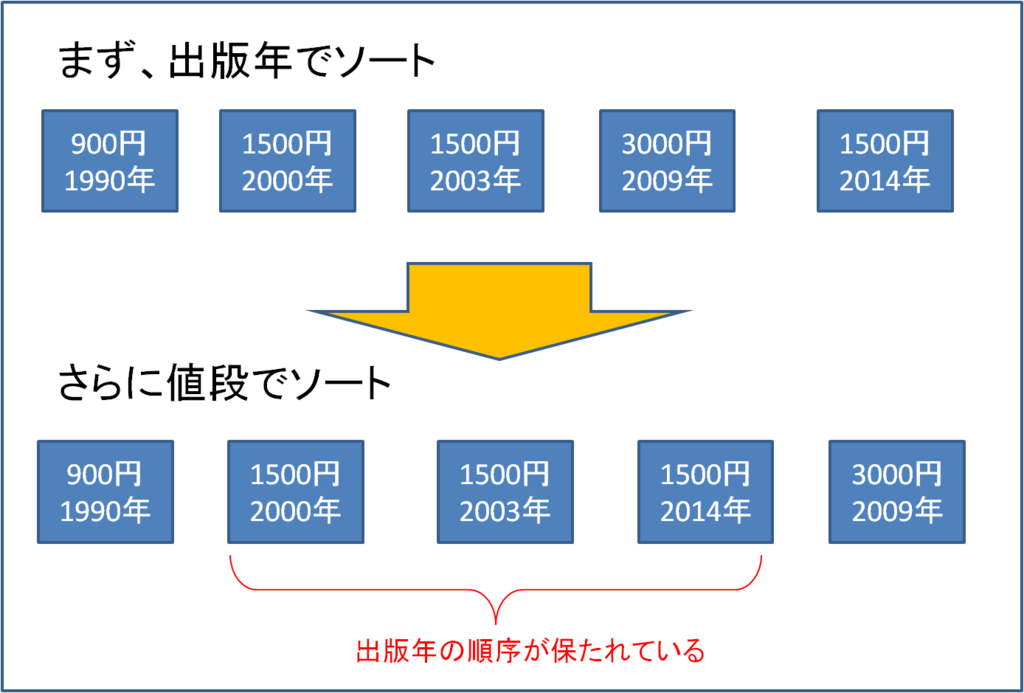 まず、出版年でソート
900円
1990年
1500円
2000年
1500円
2003年
3000円
2009年
1500円
2014年
さらに値段でソート
900円
1990年
1500円
2000年
1500円
2003年
1500円
2014年
3000円
2009年
出版年の順序が保たれている